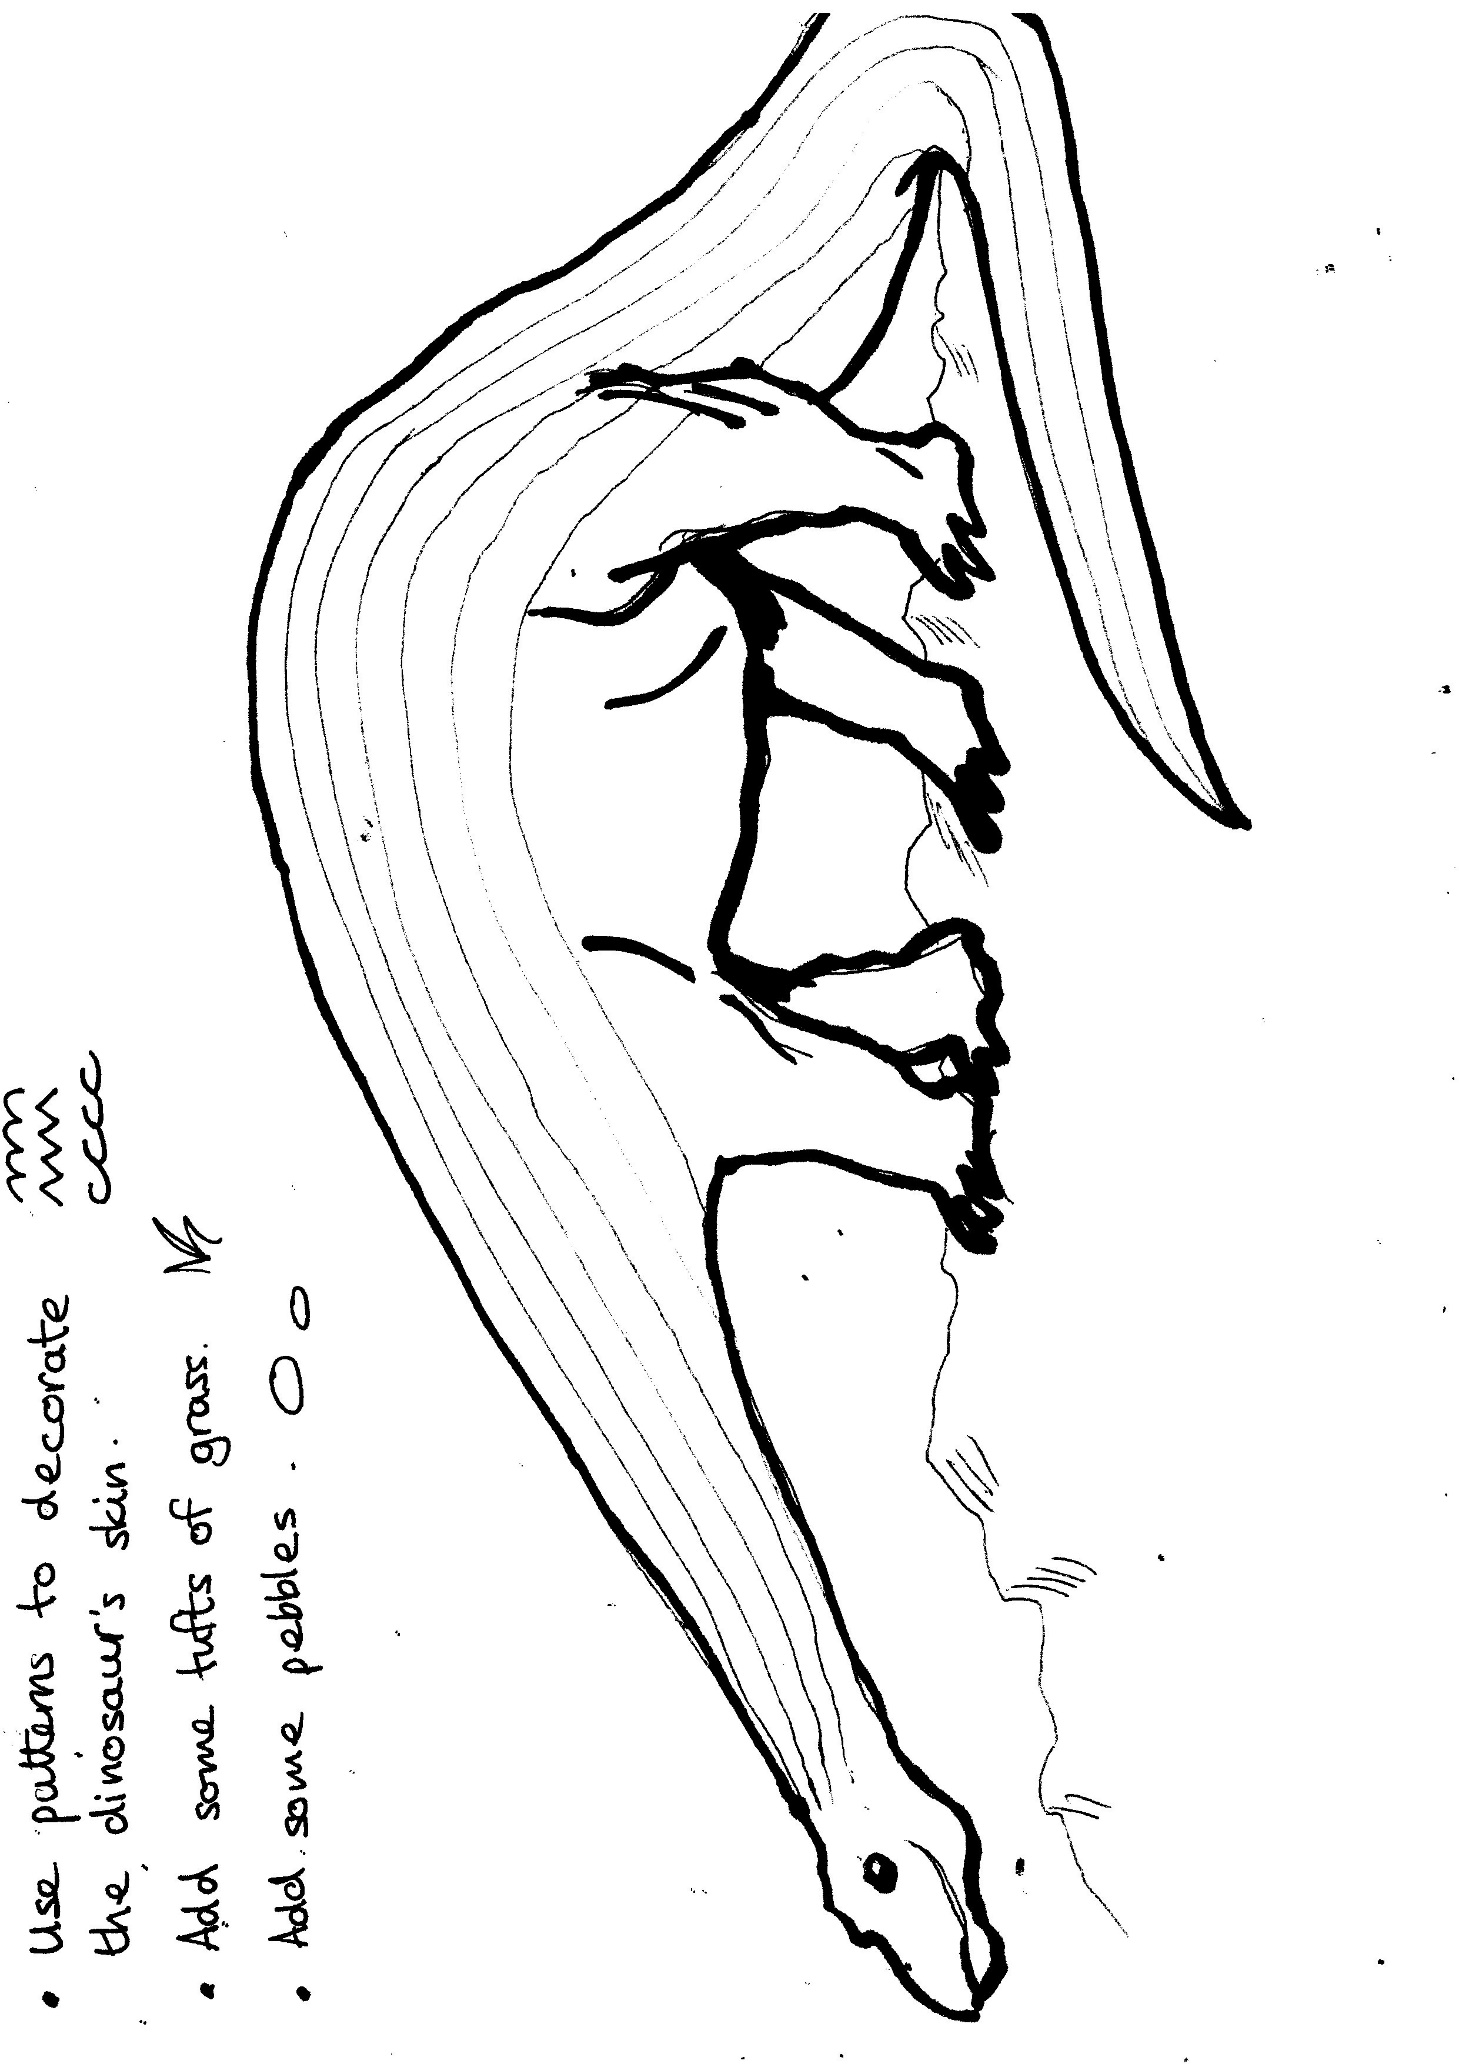 • Use patterns to decorate
the dinosaur's skin.
• Add some tufts of grass.
• Add some pebbles.